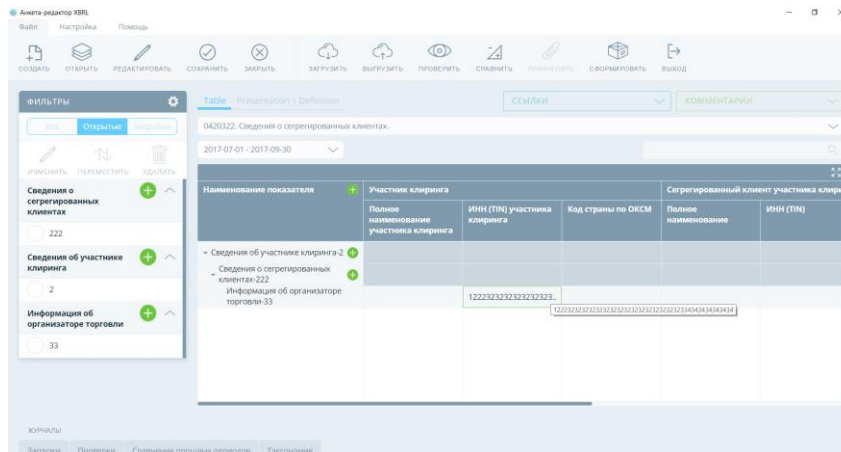 Анкета-редактор XBRL
Файл Настройка Помощь
СОЗДАТЬ ОТКРЫТЬ РЕДАКТИРОВАТЬ СОХРАНИТЬ ЗАКРЫТЬ ЗАГРУЗИТЬ ВЫГРУЗИТЬ ПРОВЕРИТЬ СРАВНИТЬ ПРИКРЕПИТЬ СФОРМИРОВАТЬ ВЫХОД
ФИЛЬТРЫ
Все Открытые Закрытые
ИЗМЕНИТЬ ПЕРЕМЕСТИТЬ УДАЛИТЬ
Сведения о
сегрегированных
клиентах
222
Сведения об участнике
клиринга
2
Информация об
организаторе торговли
33
Table Presentation / Definition
ССЫЛКИ КОММЕНТАРИИ
0420322. Сведения о сегрегированных клиентах.
2017-07-01 - 2017-09-30
Наименование показателя Участник клиринга Сегрегированный клиент участника клири
Полное
наименование
участника клиринга
ИНН (TIN) участника
клиринга
Код страны по ОКСМ
Полное
наименование
ИНН (TIN)
Сведения об участнике клиринга-2
Сведения о сегрегированных
клиентах-222
Информация об организаторе
торговли-33
1222323232323232323..
ЖУРНАЛЫ
Загрузки Проверки Сравнения прошлых периодов Таксономия